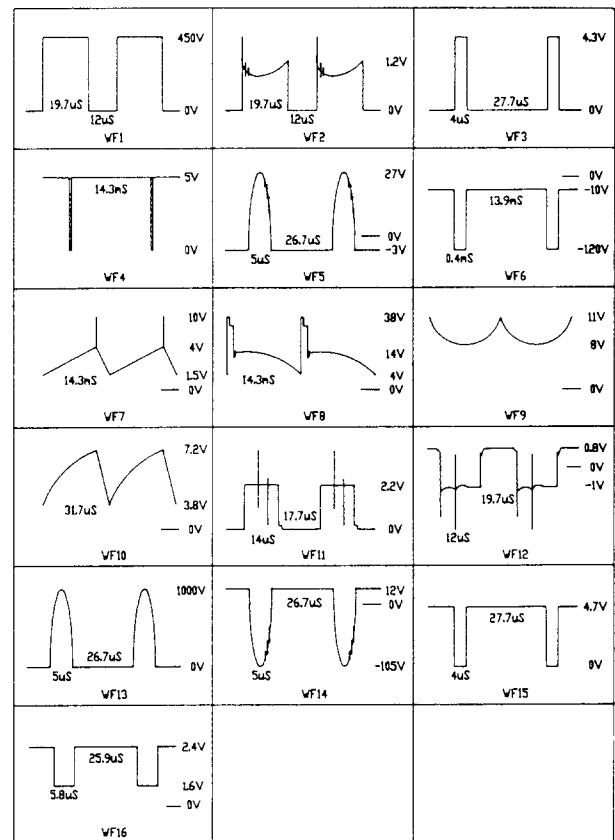 450V
19.7uS
12uS
0V
WF1
1.2V
19.7uS
12uS
0V
WF2
4.3V
27.7uS
4uS
0V
WF3
5V
14.3mS
0V
WF4
27V
26.7uS
0V
-3V
5uS
WF5
0V
-10V
13.9mS
-120V
0.4mS
WF6
10V
4V
1.5V
14.3mS
0V
WF7
38V
14V
4V
14.3mS
0V
WF8
11V
8V
0V
WF9
7.2V
3.8V
31.7uS
0V
WF10
2.2V
17.7uS
0V
14uS
WF11
0.8V
0V
-1V
19.7uS
12uS
WF12
1000V
26.7uS
0V
5uS
WF13
12V
26.7uS
0V
-105V
5uS
WF14
4.7V
27.7uS
0V
4uS
WF15
2.4V
25.9uS
1.6V
5.8uS
0V
WF16